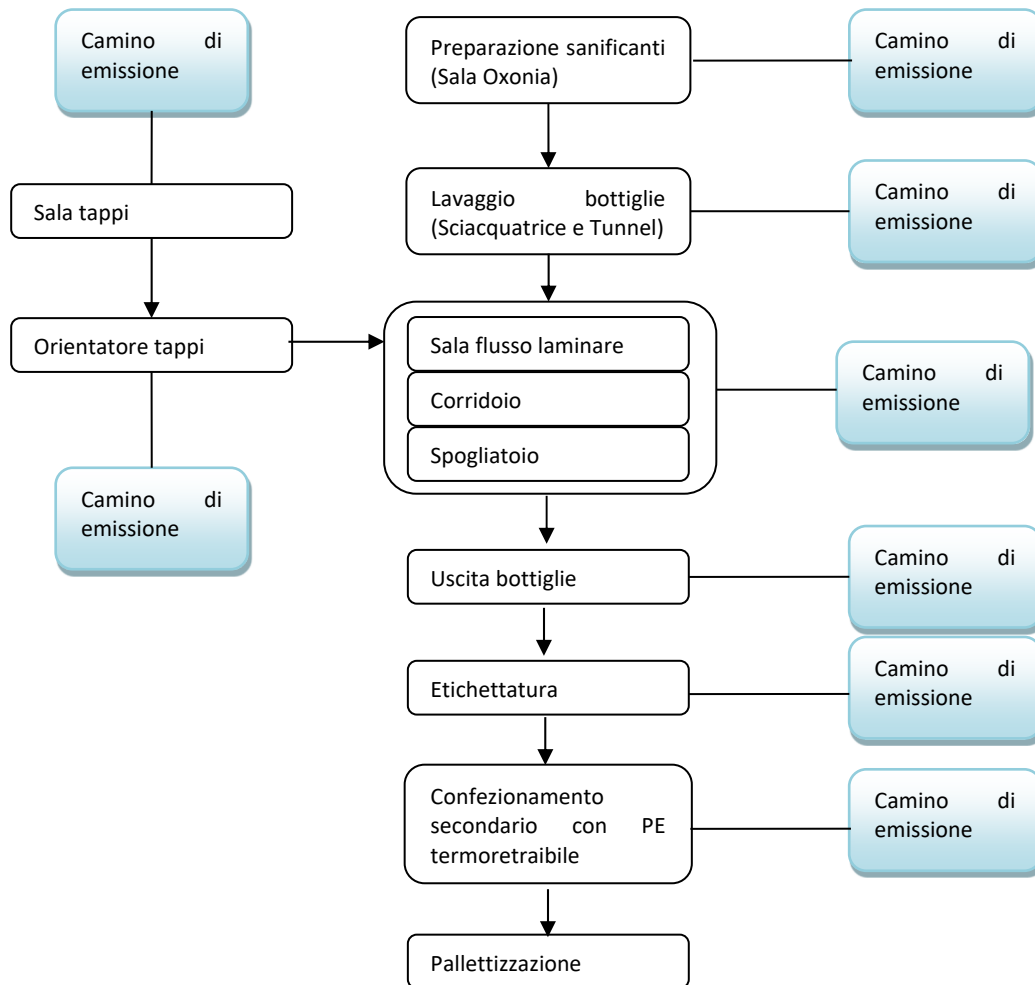 Camino di
emissione
Preparazione sanificanti
(Sala Oxonia)
Camino di
emissione
Sala tappi
Lavaggio bottiglie
(Sciacquatrice e Tunnel)
Camino di
emissione
Orientatore tappi
Sala flusso laminare
Corridoio
Spogliatoio
Camino di
emissione
Camino di
emissione
Uscita bottiglie
Camino di
emissione
Etichettatura
Camino di
emissione
Confezionamento
secondario con PE
termoretraibile
Camino di
emissione
Pallettizzazione